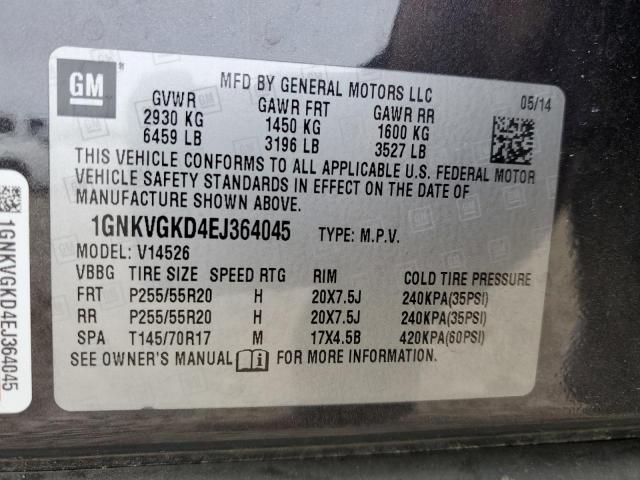 GM
MFD BY GENERAL MOTORS LLC
05/14
GVWR GAWR FRT GAWR RR
2930 KG 1450 KG 1600 KG
6459 LB 3196 LB 3527 LB
THIS VEHICLE CONFORMS TO ALL APPLICABLE U.S. FEDERAL MOTOR
VEHICLE SAFETY STANDARDS IN EFFECT ON THE DATE OF
MANUFACTURE SHOWN ABOVE.
1GNKVGKD4EJ364045 TYPE: M.P.V.
MODEL: V14526
VBBG TIRE SIZE SPEED RTG RIM COLD TIRE PRESSURE
FRT P255/55R20 H 20X7.5J 240KPA(35PSI)
RR P255/55R20 H 20X7.5J 240KPA(35PSI)
SPA T145/70R17 M 17X4.5B 420KPA(60PSI)
SEE OWNER'S MANUAL FOR MORE INFORMATION.
1GNKVGKD4EJ364045